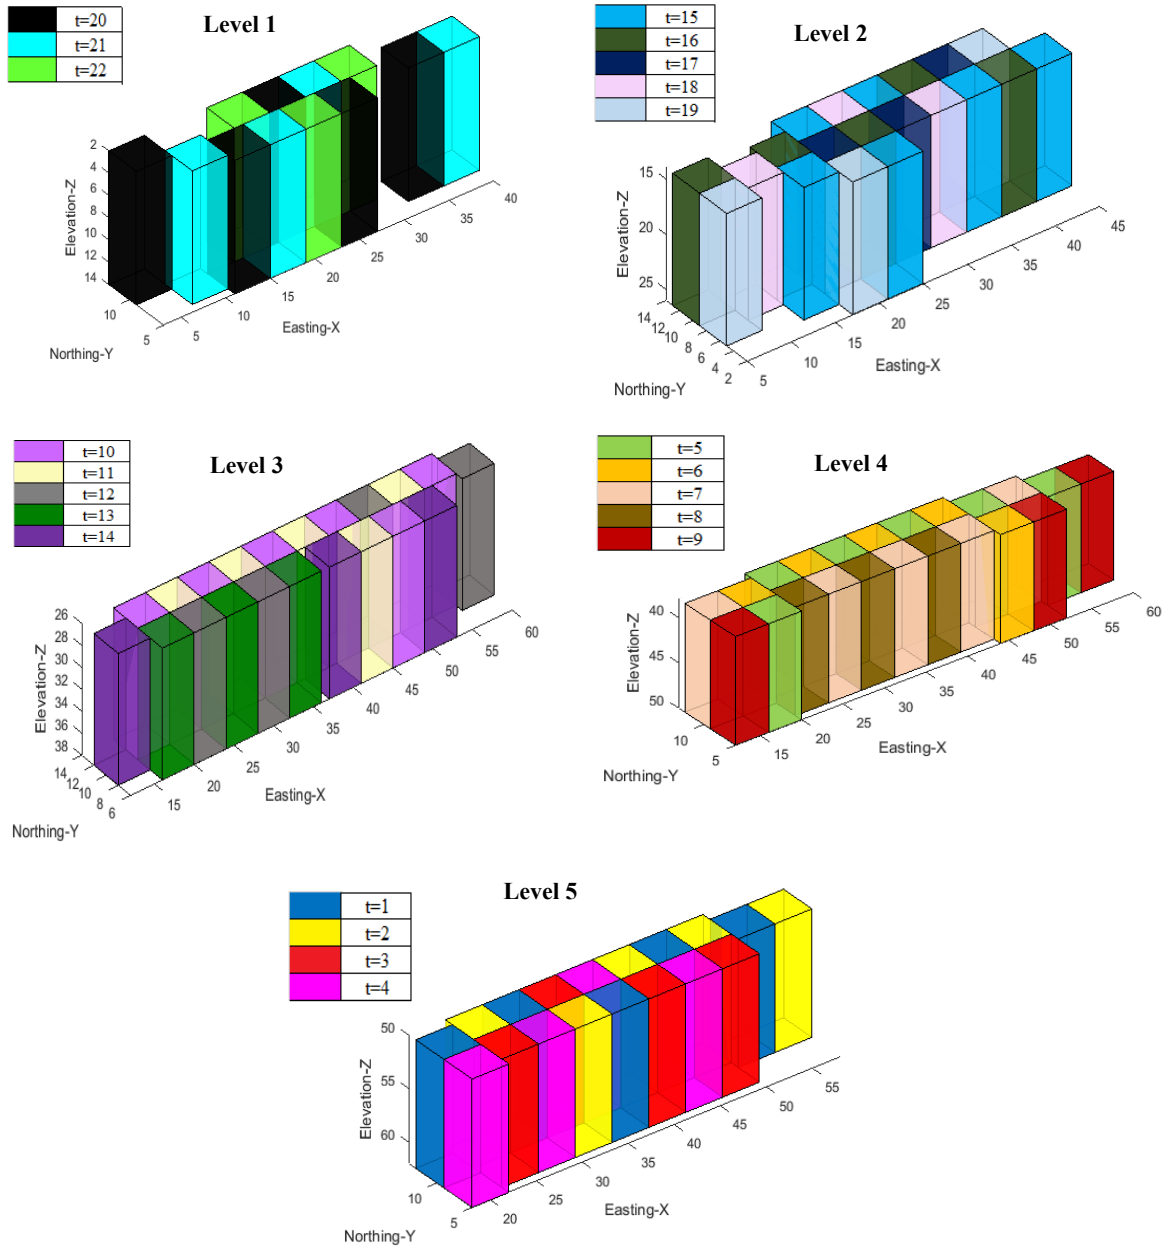 Level 1
t=20
t=21
t=22
2
4
6
8
10
12
14
Elevation-Z
10
5
Northing-Y
5
10
15
20
25
30
35
40
Easting-X
Level 2
t=15
t=16
t=17
t=18
t=19
15
20
25
Elevation-Z
14
12
10
8
6
4
2
Northing-Y
5
10
15
20
25
30
35
40
45
Easting-X
Level 3
t=10
t=11
t=12
t=13
t=14
26
28
30
32
34
36
38
Elevation-Z
14
12
10
8
6
Northing-Y
15
20
25
30
35
40
45
50
55
60
Easting-X
Level 4
t=5
t=6
t=7
t=8
t=9
40
45
50
Elevation-Z
10
5
Northing-Y
15
20
25
30
35
40
45
50
55
60
Easting-X
Level 5
t=1
t=2
t=3
t=4
50
55
60
Elevation-Z
10
5
Northing-Y
20
25
30
35
40
45
50
55
Easting-X